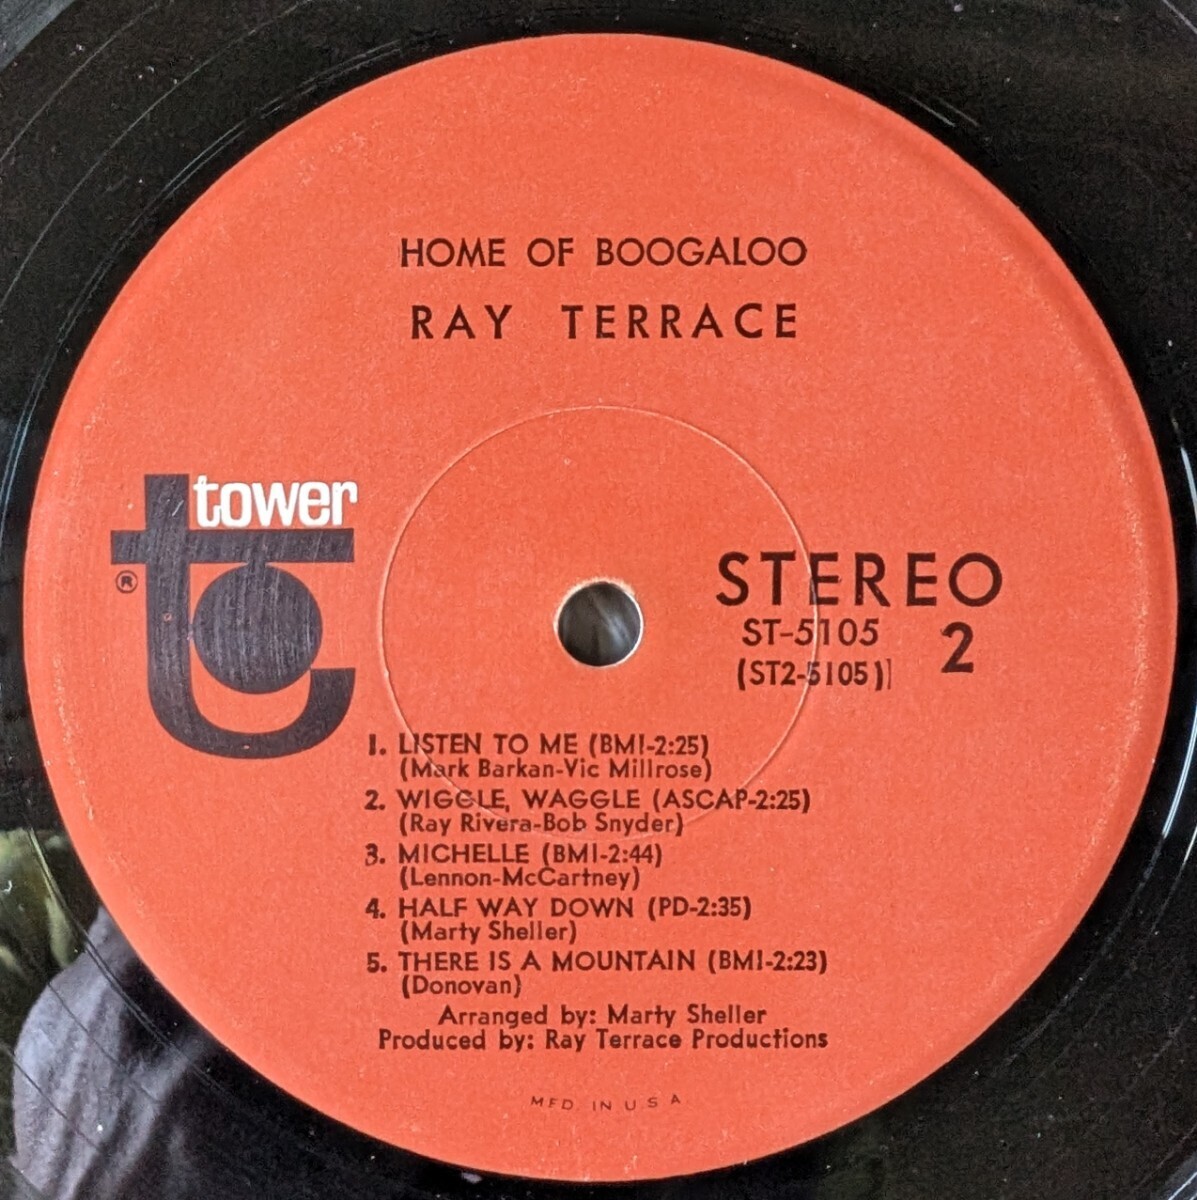 HOME OF BOOGALOO
RAY TERRACE
tower
®
STEREO
ST-5105
2
(ST2-5105)]
1. LISTEN TO ME (BMI-2:25)
(Mark Barkan-Vic Millrose)
2. WIGGLE, WAGGLE (ASCAP-2:25)
(Ray Rivera-Bob Snyder)
3. MICHELLE (BMI-2:44)
(Lennon-McCartney)
4. HALF WAY DOWN (PD-2:35)
(Marty Sheller)
5. THERE IS A MOUNTAIN (BMI-2:23)
(Donovan)
Arranged by: Marty Sheller
Produced by: Ray Terrace Productions
MFD. IN U.S.A.